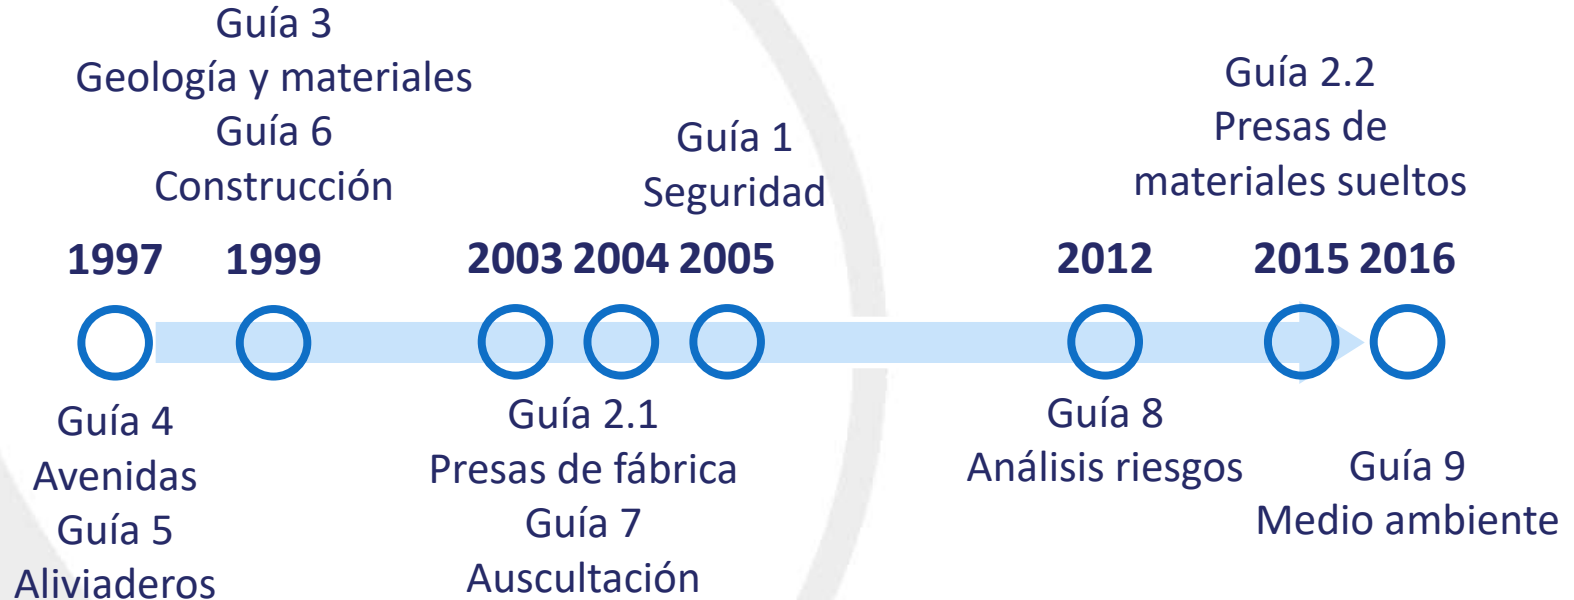 Guía 3
Geología y materiales
Guía 6
Construcción
Guía 1
Seguridad
Guía 2.2
Presas de
materiales sueltos
1997 1999 2003 2004 2005 2012 2015 2016
Guía 4
Avenidas
Guía 5
Aliviaderos
Guía 2.1
Presas de fábrica
Guía 7
Auscultación
Guía 8
Análisis riesgos
Guía 9
Medio ambiente